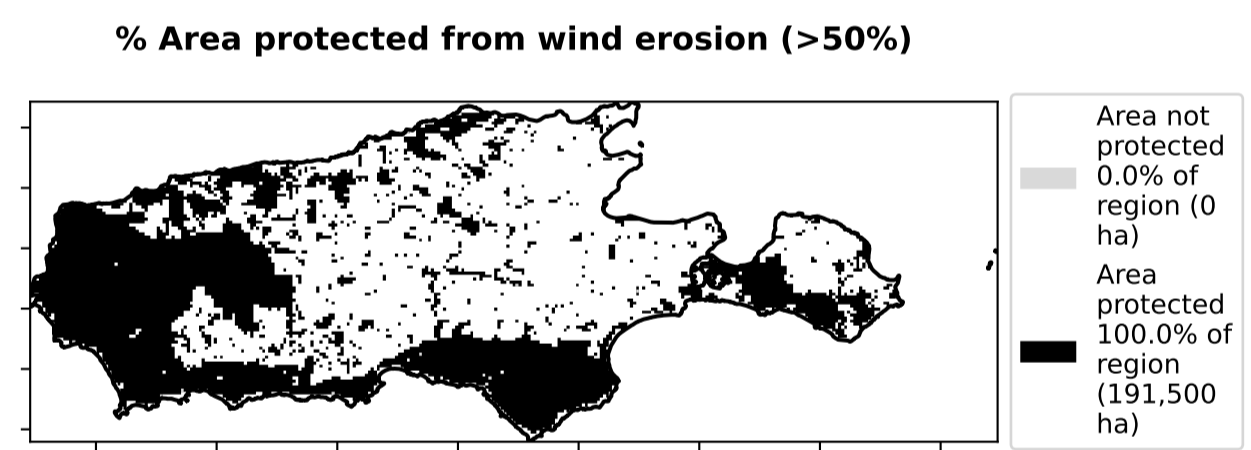 % Area protected from wind erosion (>50%)
Area not
protected
0.0% of
region (0
ha)
Area
protected
100.0% of
region
(191,500
ha)